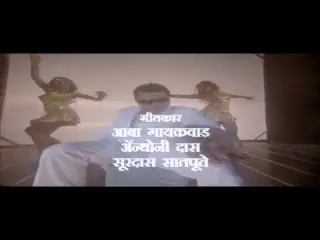 गीतकार
आबा गायकवाड
ॲन्थोनी दास
सूरदास सातपूते